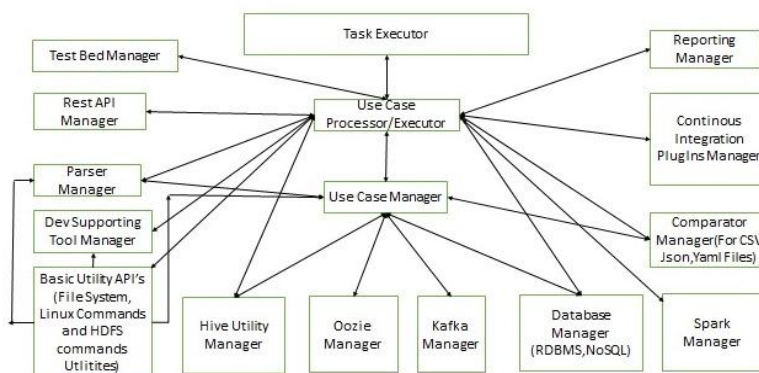 Task Executor
Test Bed Manager
Reporting
Manager
Rest API
Manager
Use Case
Processor/Executor
Continous
Integration
PlugIns Manager
Parser
Manager
Use Case Manager
Dev Supporting
Tool Manager
Comparator
Manager(For CSV
Json,Yaml Files)
Basic Utility API's
(File System,
Linux Commands
and HDFS
commands
Utlitites)
Hive Utility
Manager
Oozie
Manager
Kafka
Manager
Database
Manager
(RDBMS,NoSQL)
Spark
Manager